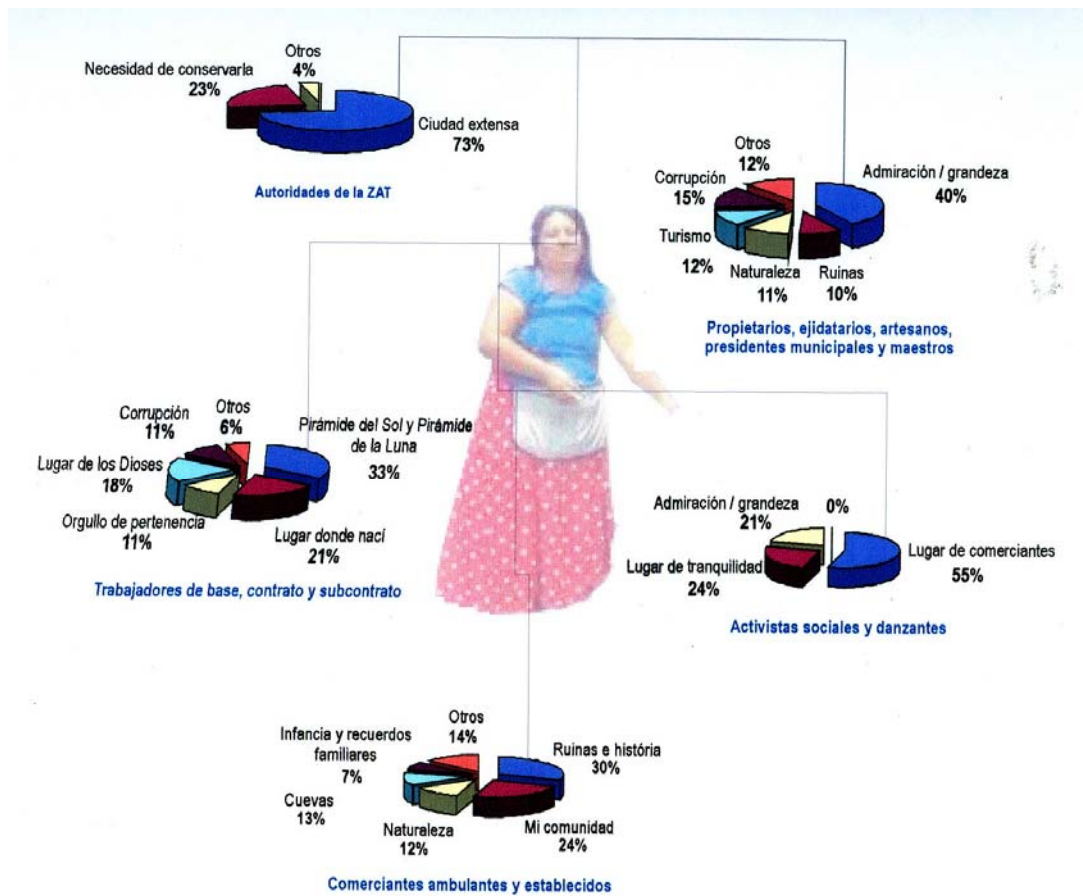 Otros
4%
Necesidad de conservarla
23%
Ciudad extensa
73%
Autoridades de la ZAT
Otros
12%
Admiración / grandeza
40%
Corrupción
15%
Turismo
12%
Naturaleza
11%
Ruinas
10%
Propietarios, ejidatarios, artesanos,
presidentes municipales y maestros
Corrupción
11%
Otros
6%
Pirámide del Sol y Pirámide
de la Luna
33%
Lugar de los Dioses
18%
Orgullo de pertenencia
11%
Lugar donde nací
21%
Trabajadores de base, contrato y subcontrato
Admiración / grandeza
21%
0%
Lugar de comerciantes
55%
Lugar de tranquilidad
24%
Activistas sociales y danzantes
Otros
14%
Infancia y recuerdos
familiares
7%
Ruinas e história
30%
Cuevas
13%
Naturaleza
12%
Mi comunidad
24%
Comerciantes ambulantes y establecidos